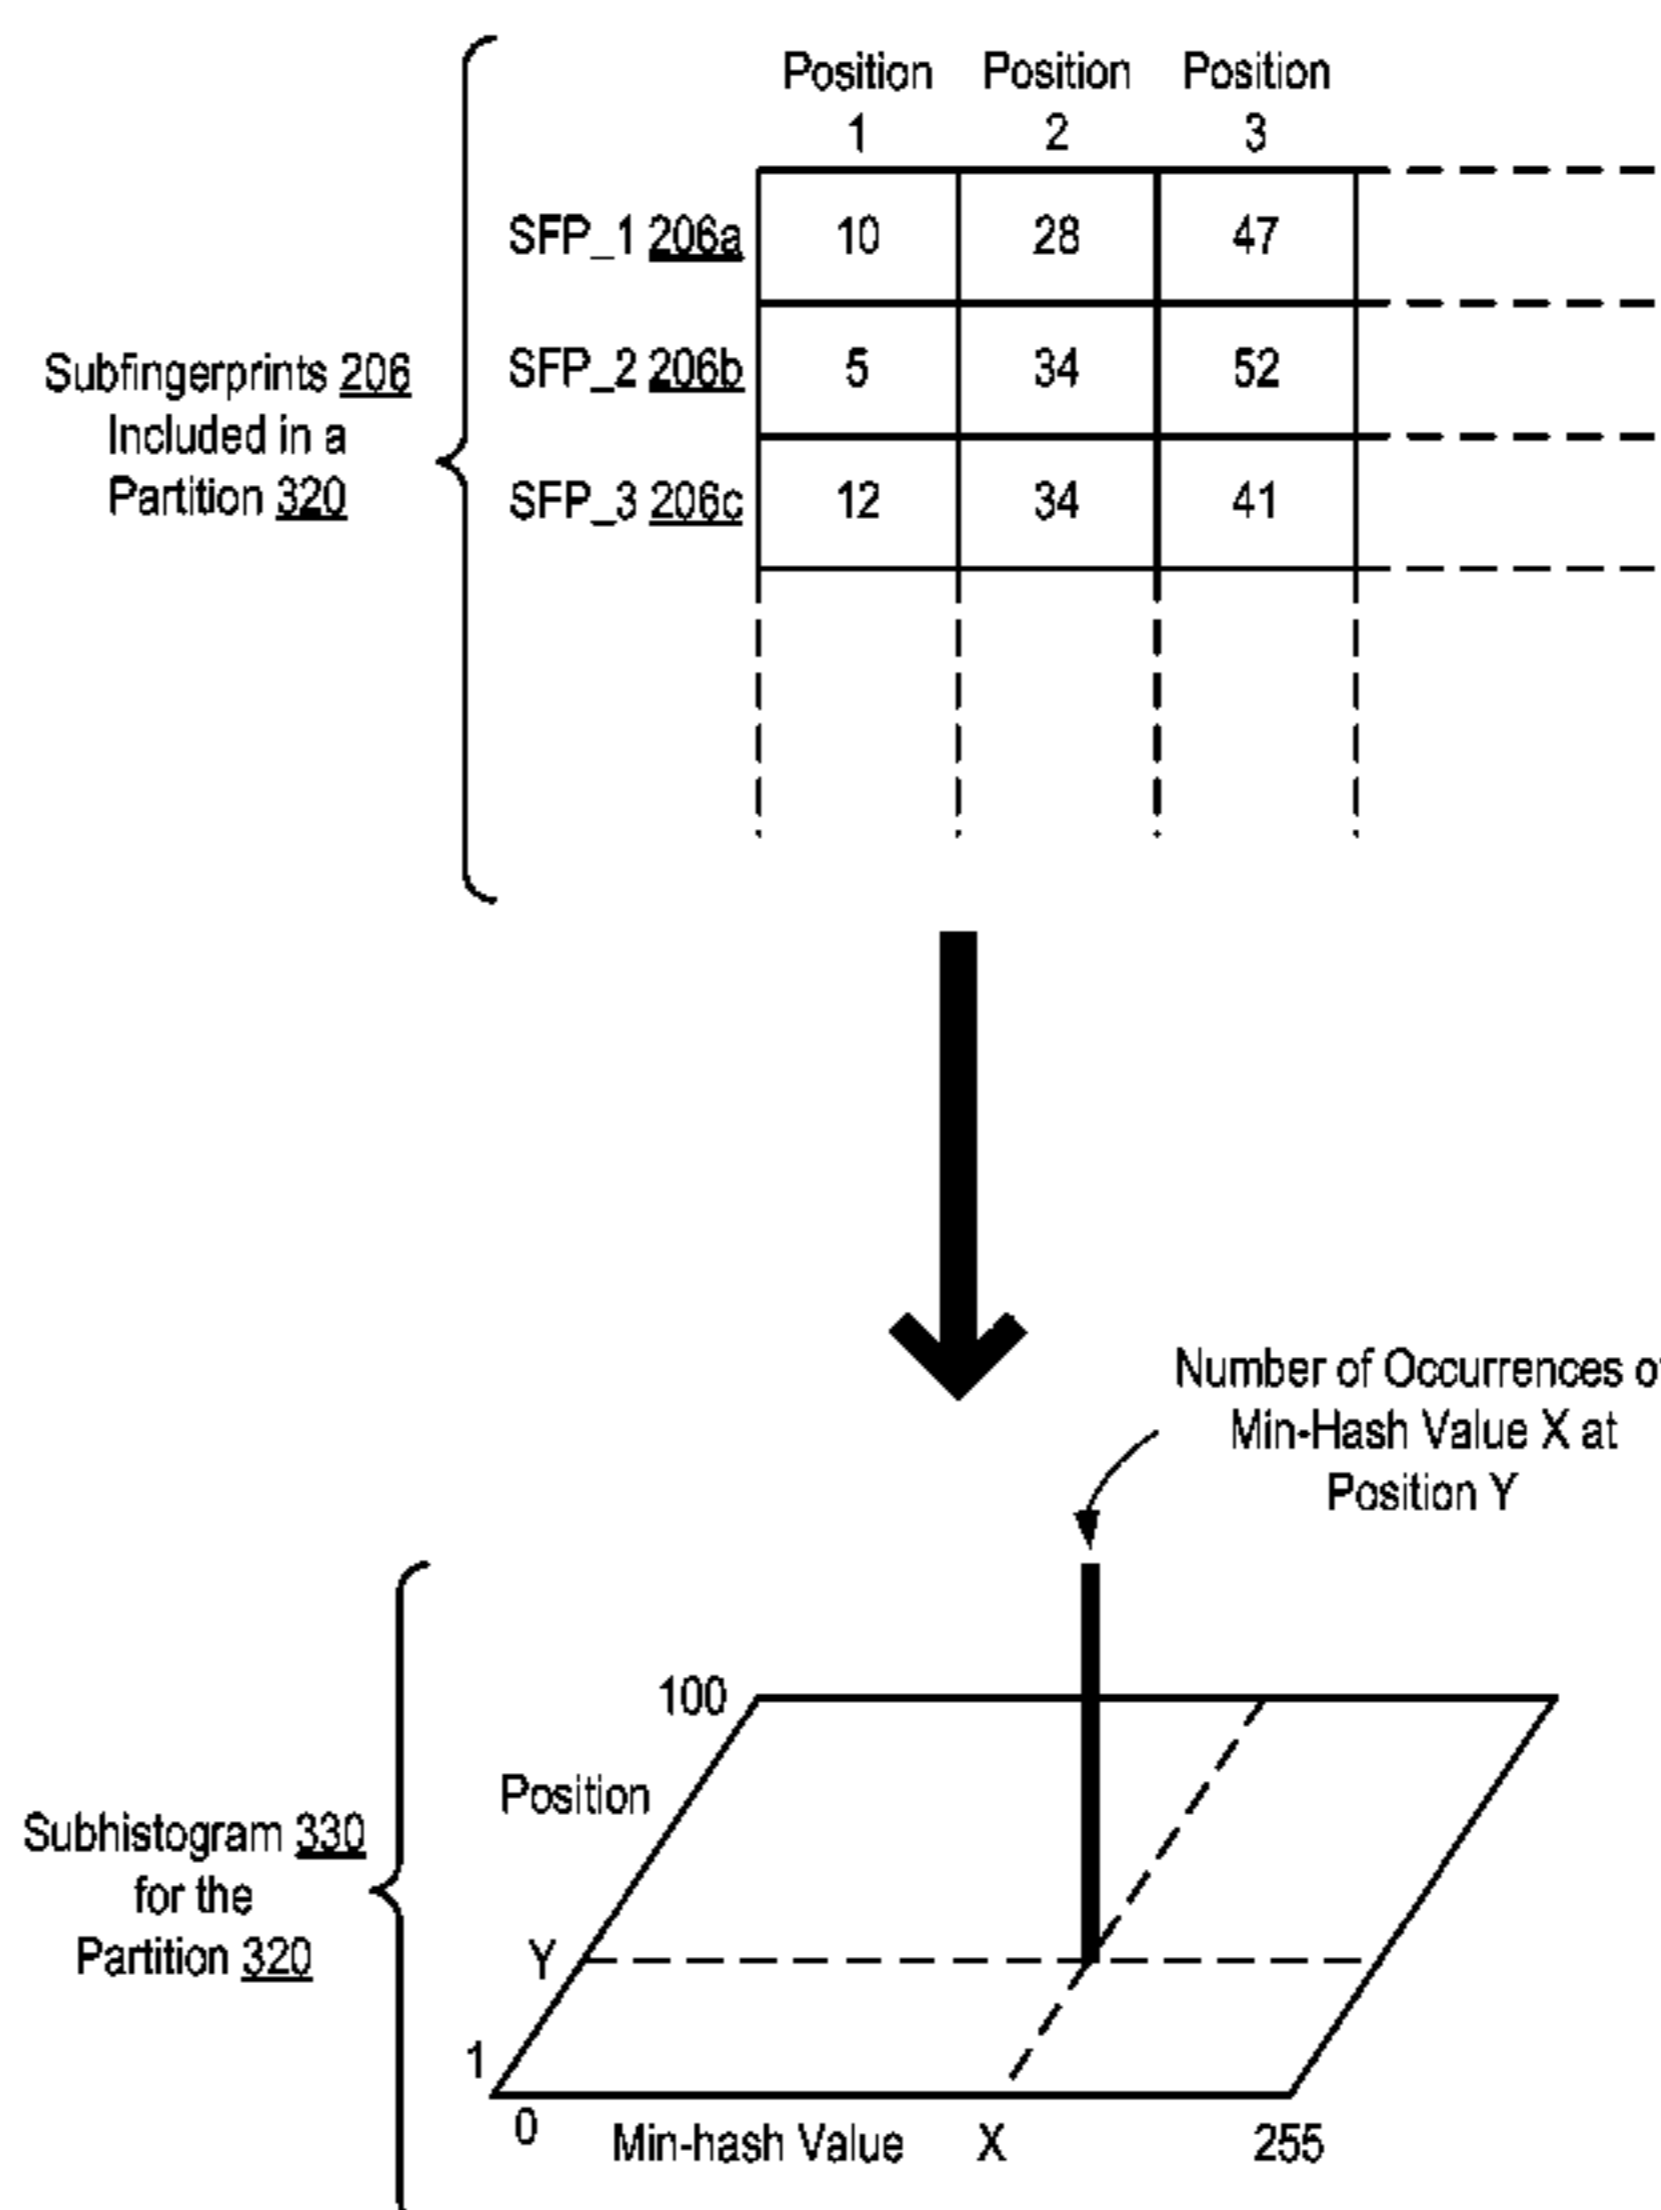 Position Position Position
1 2 3
SFP_1 206a 10 28 47
SFP_2 206b 5 34 52
SFP_3 206c 12 34 41
Subfingerprints 206
Included in a
Partition 320
Number of Occurrences of
Min-Hash Value X at
Position Y
100
Position
Y
1
0 Min-hash Value X 255
Subhistogram 330
for the
Partition 320